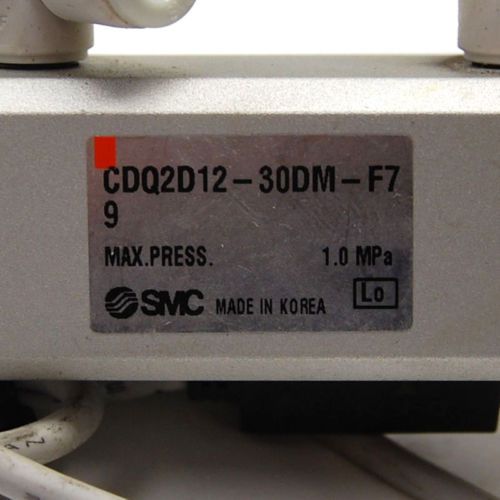 CDQ2D12-30DM-F7
9
MAX.PRESS. 1.0 MPa
SMC MADE IN KOREA Lo